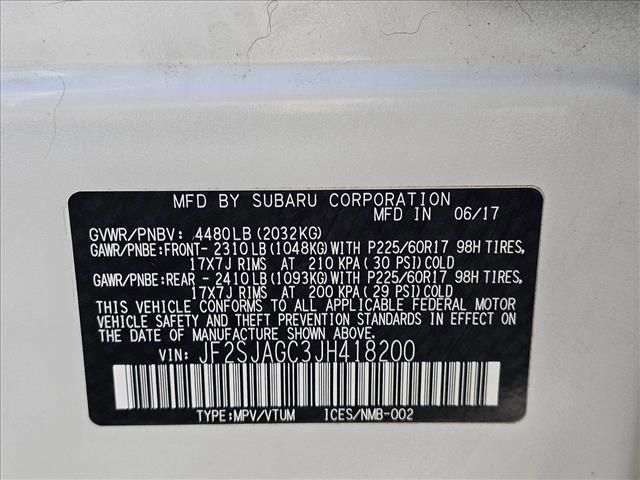 MFD BY SUBARU CORPORATION
MFD IN 06/17
GVWR/PNBV: 4480LB (2032KG)
GAWR/PNBE:FRONT- 2310LB (1048KG)WITH P225/60R17 98H TIRES,
17X7J RIMS AT 210 KPA (30 PSI)COLD
GAWR/PNBE:REAR - 2410LB (1093KG)WITH P225/60R17 98H TIRES,
17X7J RIMS AT 200 KPA (29 PSI)COLD
THIS VEHICLE CONFORMS TO ALL APPLICABLE FEDERAL MOTOR
VEHICLE SAFETY AND THEFT PREVENTION STANDARDS IN EFFECT
ON THE DATE OF MANUFACTURE SHOWN ABOVE.
VIN: JF2SJAGC3JH418200
TYPE:MPV/VTUM ICES/NMB-002